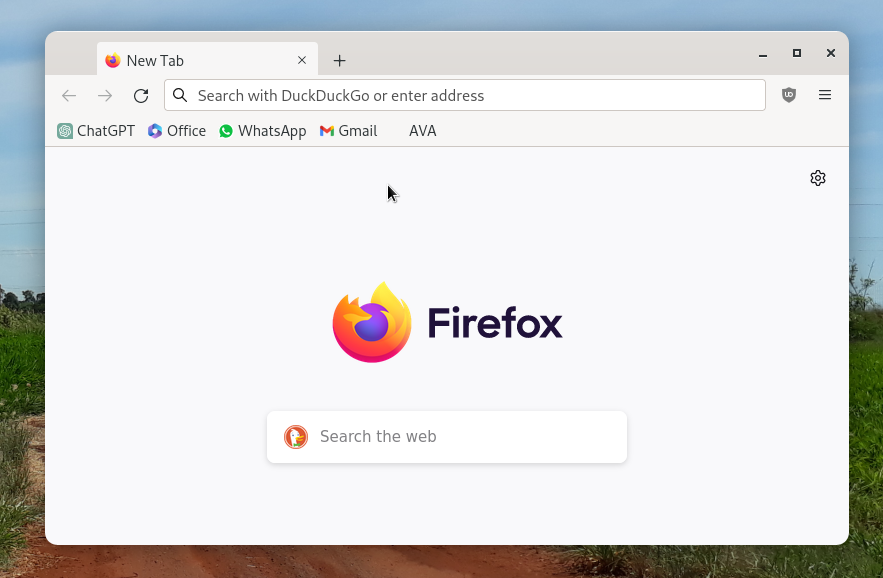 New Tab
Search with DuckDuckGo or enter address
ChatGPT Office WhatsApp Gmail AVA
Firefox
Search the web